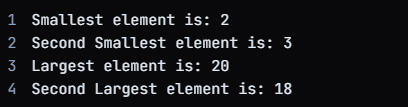 1 Smallest element is: 2
2 Second Smallest element is: 3
3 Largest element is: 20
4 Second Largest element is: 18